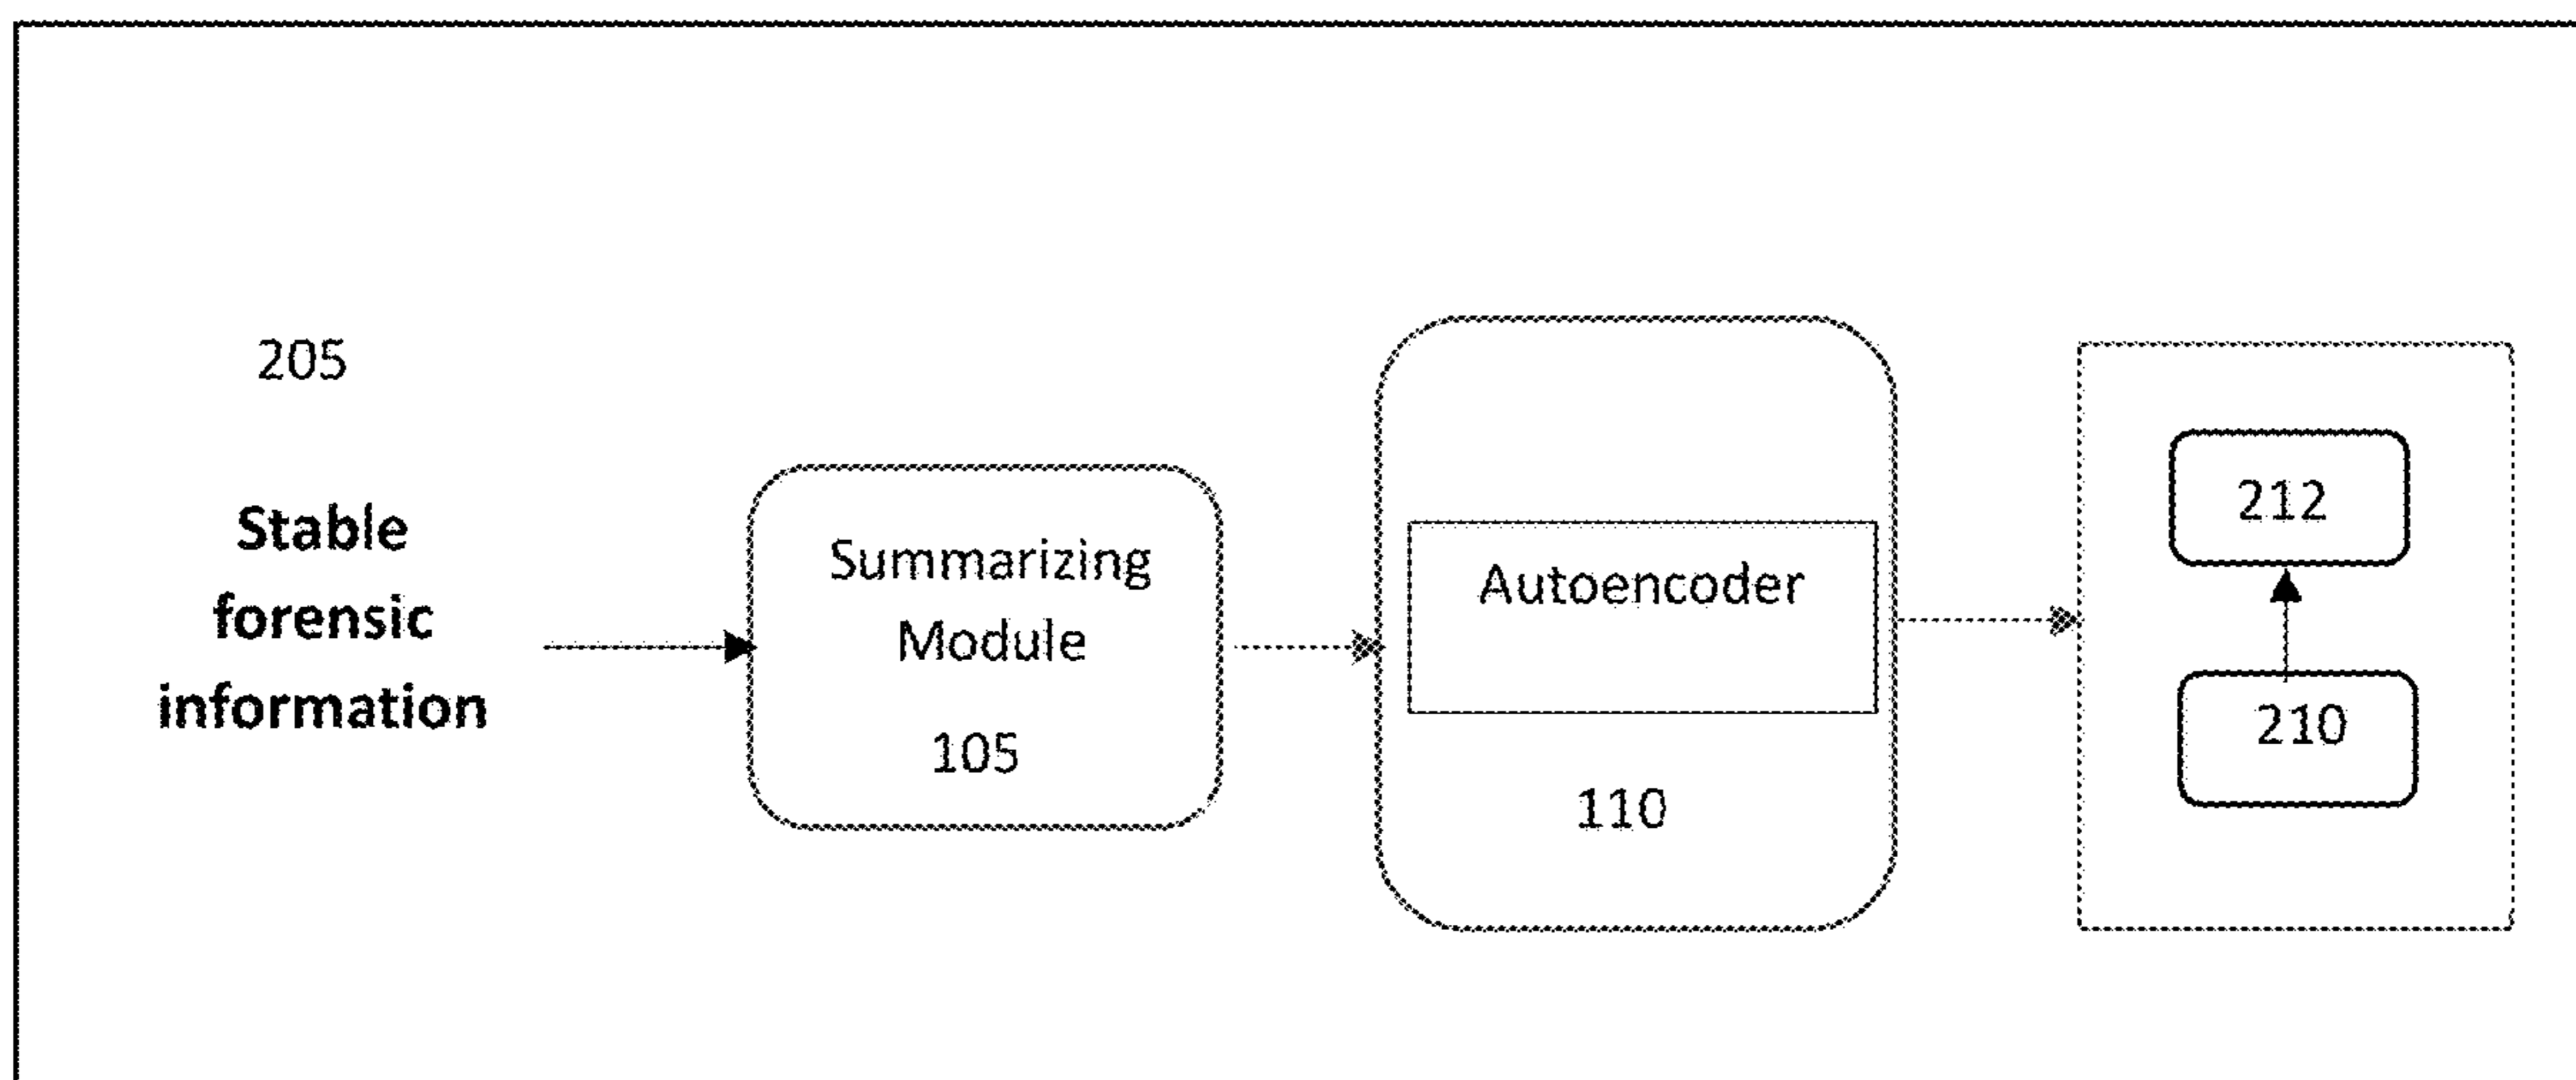 205
Stable
forensic
information
Summarizing
Module
105
Autoencoder
110
212
210